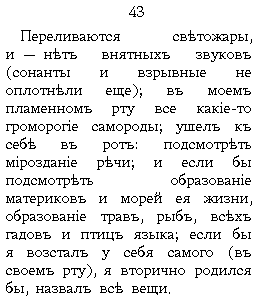 43
Переливаются свѣтожары,
и — нѣтъ внятныхъ звуковъ
(сонанты и взрывные не
оплотнѣли еще); въ моемъ
пламенномъ рту все какіе-то
громорогіе самороды; ушелъ къ
себѣ въ ротъ: подсмотрѣть
мірозданіе рѣчи; и если бы
подсмотрѣть образованіе
материковъ и морей ея жизни,
образованіе травъ, рыбъ, всѣхъ
гадовъ и птицъ языка; если бы
я возсталъ у себя самого (въ
своемъ рту), я вторично родился
бы, назвалъ всѣ вещи.